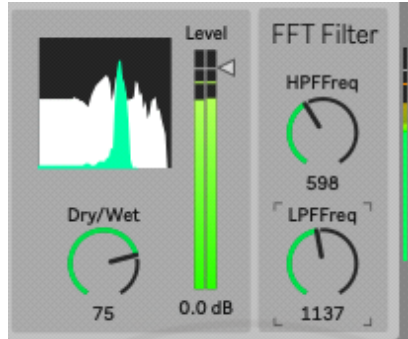 Level
Dry/Wet
75
0.0 dB
FFT Filter
HPFFreq
598
LPFFreq
1137